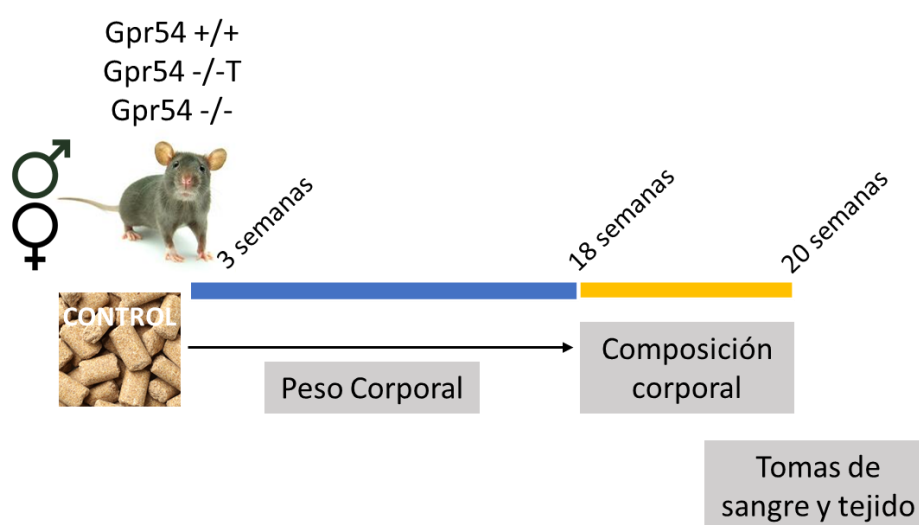 Gpr54 +/+
Gpr54 -/-T
Gpr54 -/-
3 semanas
18 semanas
20 semanas
CONTROL
Peso Corporal
Composición
corporal
Tomas de
sangre y tejido